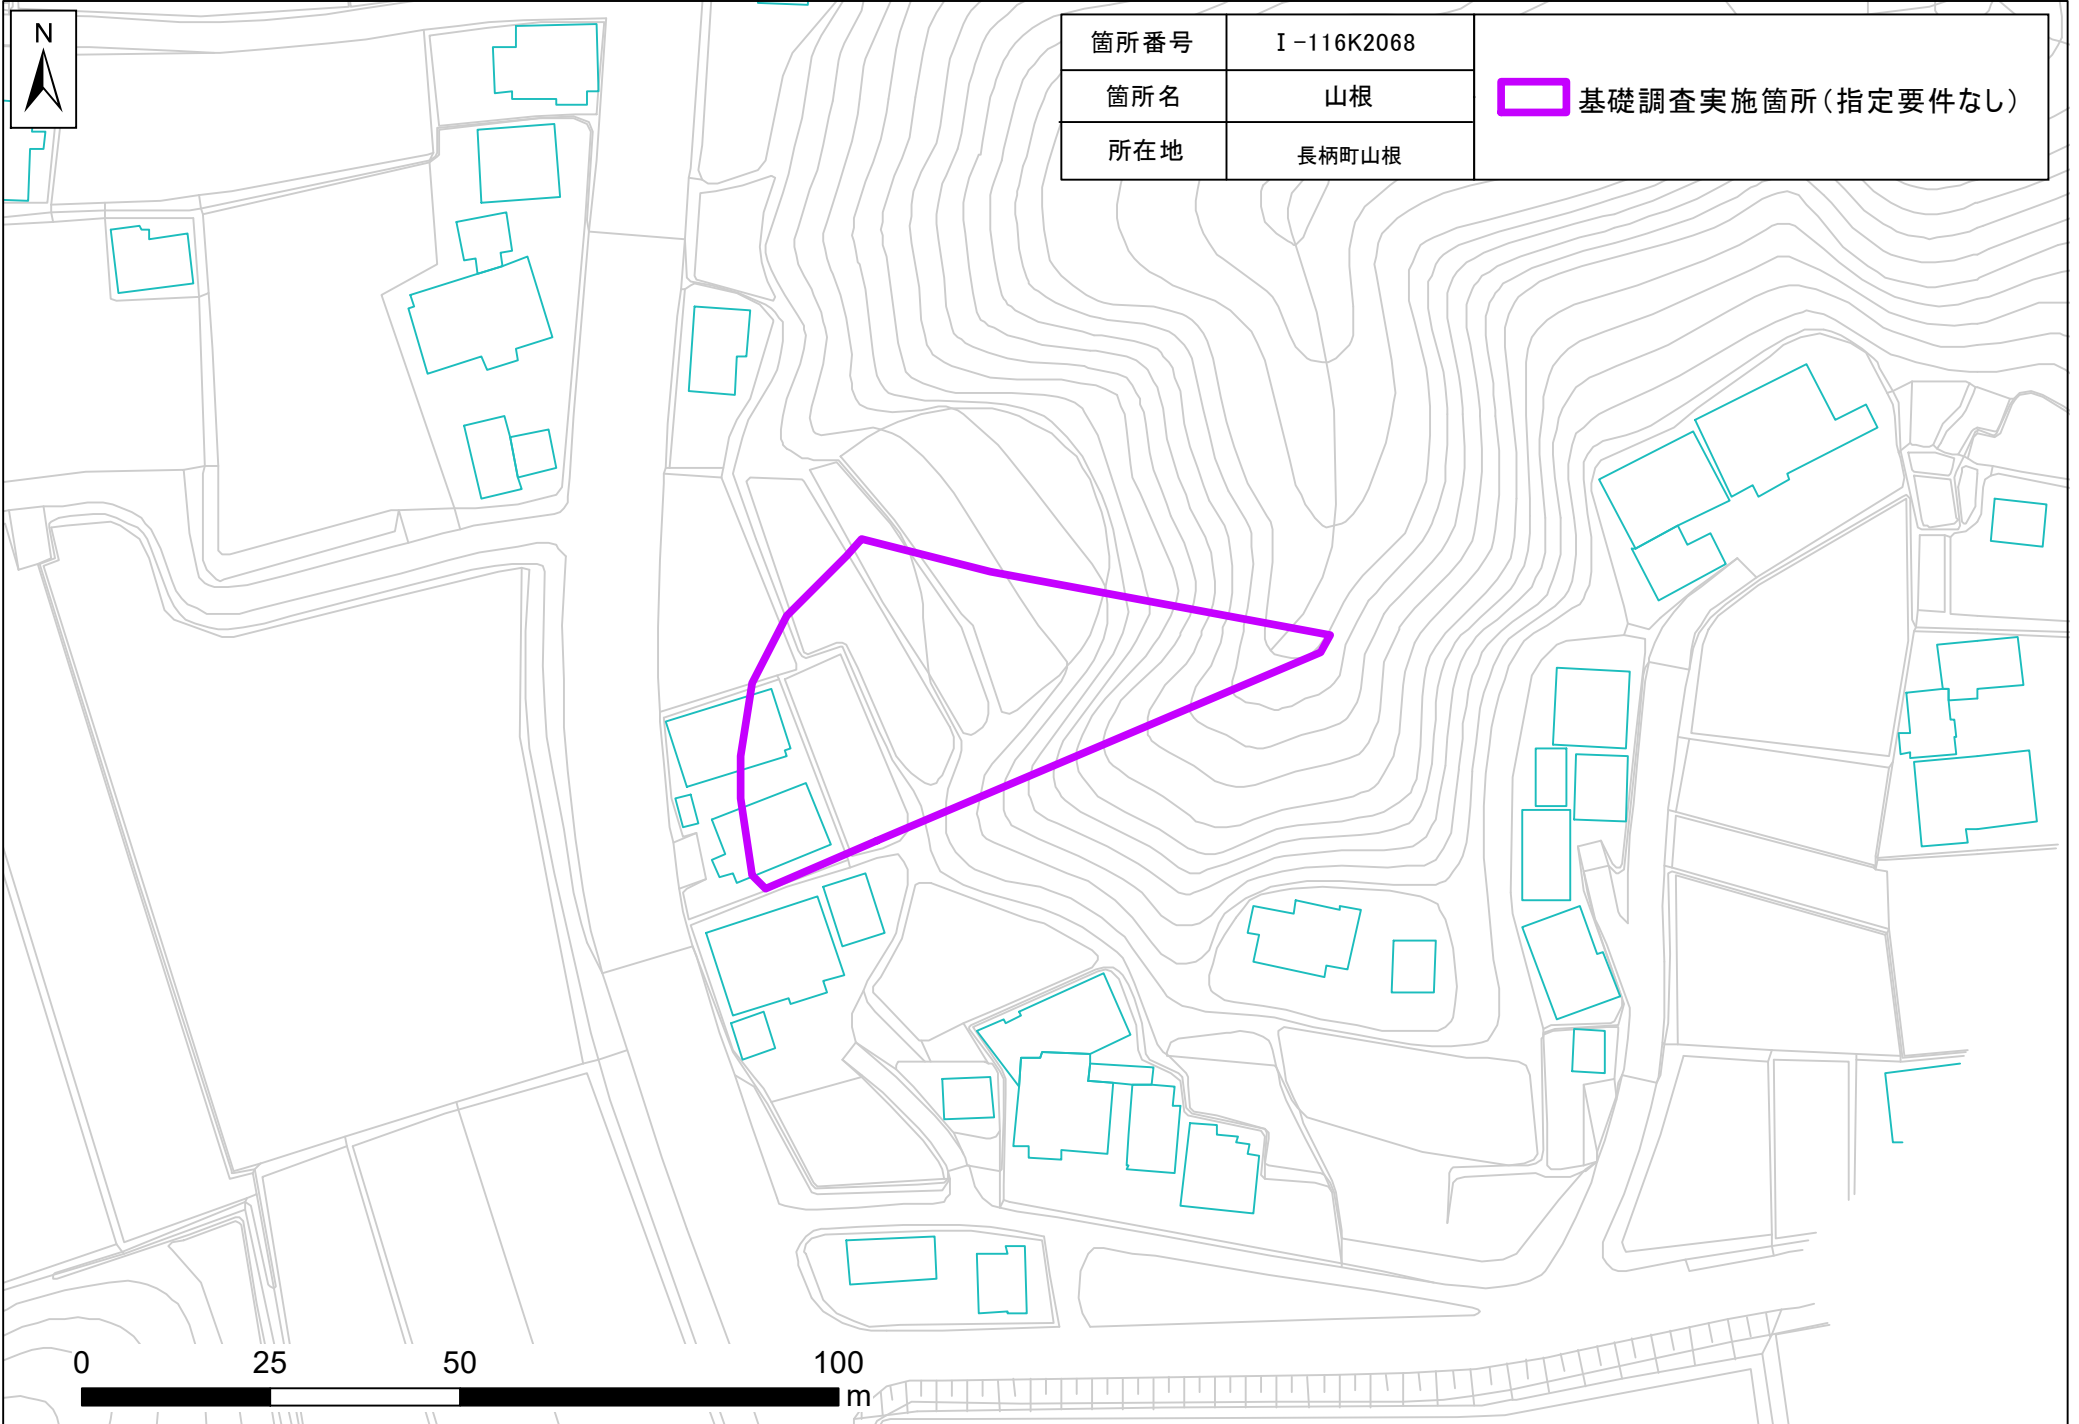 N
箇所番号 Ⅰ-116K2068
箇所名 山根
所在地 長柄町山根
基礎調査実施箇所(指定要件なし)
0 25 50 100
m